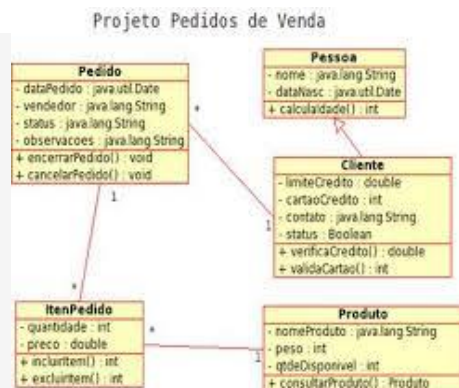 Projeto Pedidos de Venda
Pedido
- dataPedido : java.util.Date
- vendedor : java.lang.String
- status : java.lang.String
- observacoes : java.lang.String
+ encerrarPedido() : void
+ cancelarPedido() : void
Pessoa
- nome : java.lang.String
- dataNasc : java.util.Date
+ calculaIdade() : int
*
1
Cliente
- limiteCredito : double
- cartaoCredito : int
- contato : java.lang.String
- status : Boolean
+ verificaCredito() : double
+ validaCartao() : int
1
*
ItenPedido
- quantidade : int
- preco : double
+ incluirItem() : int
+ excluirItem() : int
*
1
Produto
- nomeProduto : java.lang.String
- peso : int
- qtdeDisponivel : int
+ consultarProduto() : Produto